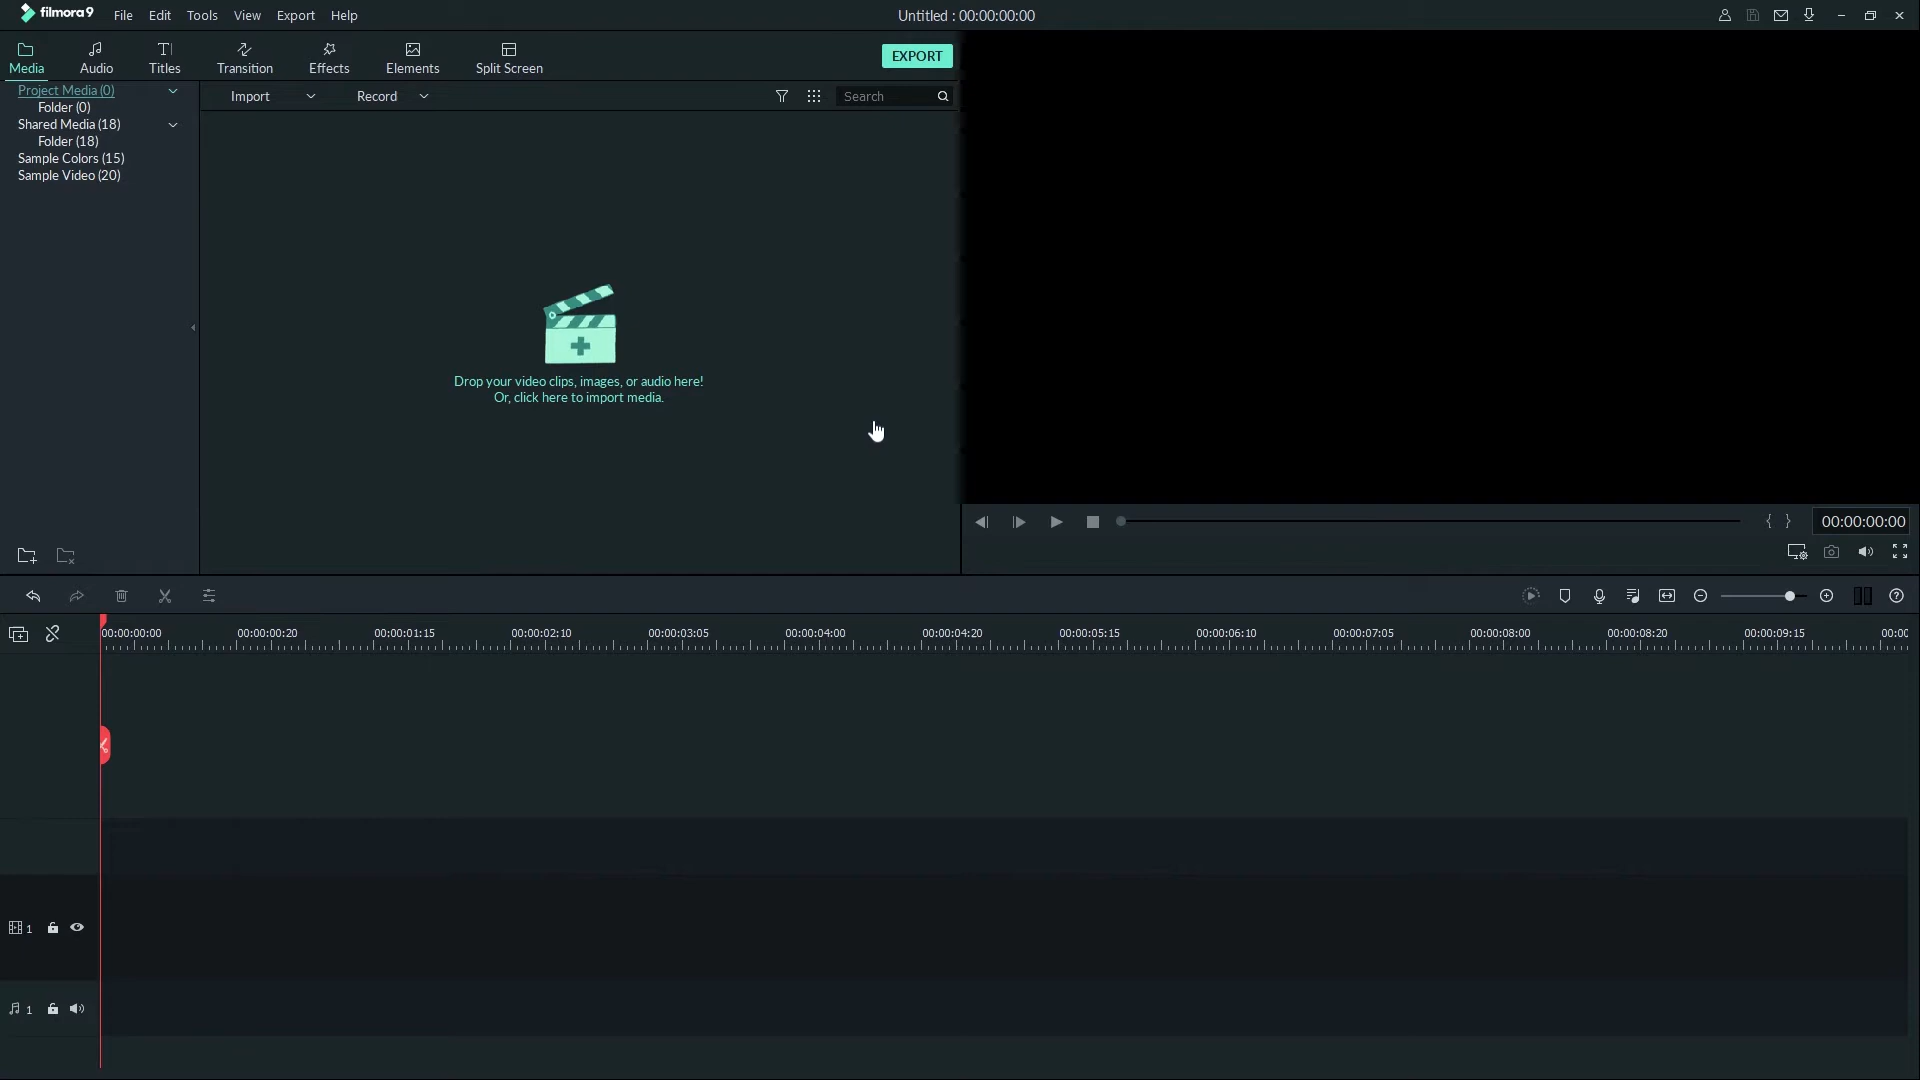 filmora9 File Edit Tools View Export Help Untitled : 00:00:00:00
Media Audio Titles Transition Effects Elements Split Screen EXPORT
Project Media (0)
Folder (0)
Shared Media (18)
Folder (18)
Sample Colors (15)
Sample Video (20)
Import Record Search
Drop your video clips, images, or audio here!
Or, click here to import media.
{ } 00:00:00:00
00:00:00:00 00:00:00:20 00:00:01:15 00:00:02:10 00:00:03:05 00:00:04:00 00:00:04:20 00:00:05:15 00:00:06:10 00:00:07:05 00:00:08:00 00:00:08:20 00:00:09:15 00:00
1
1